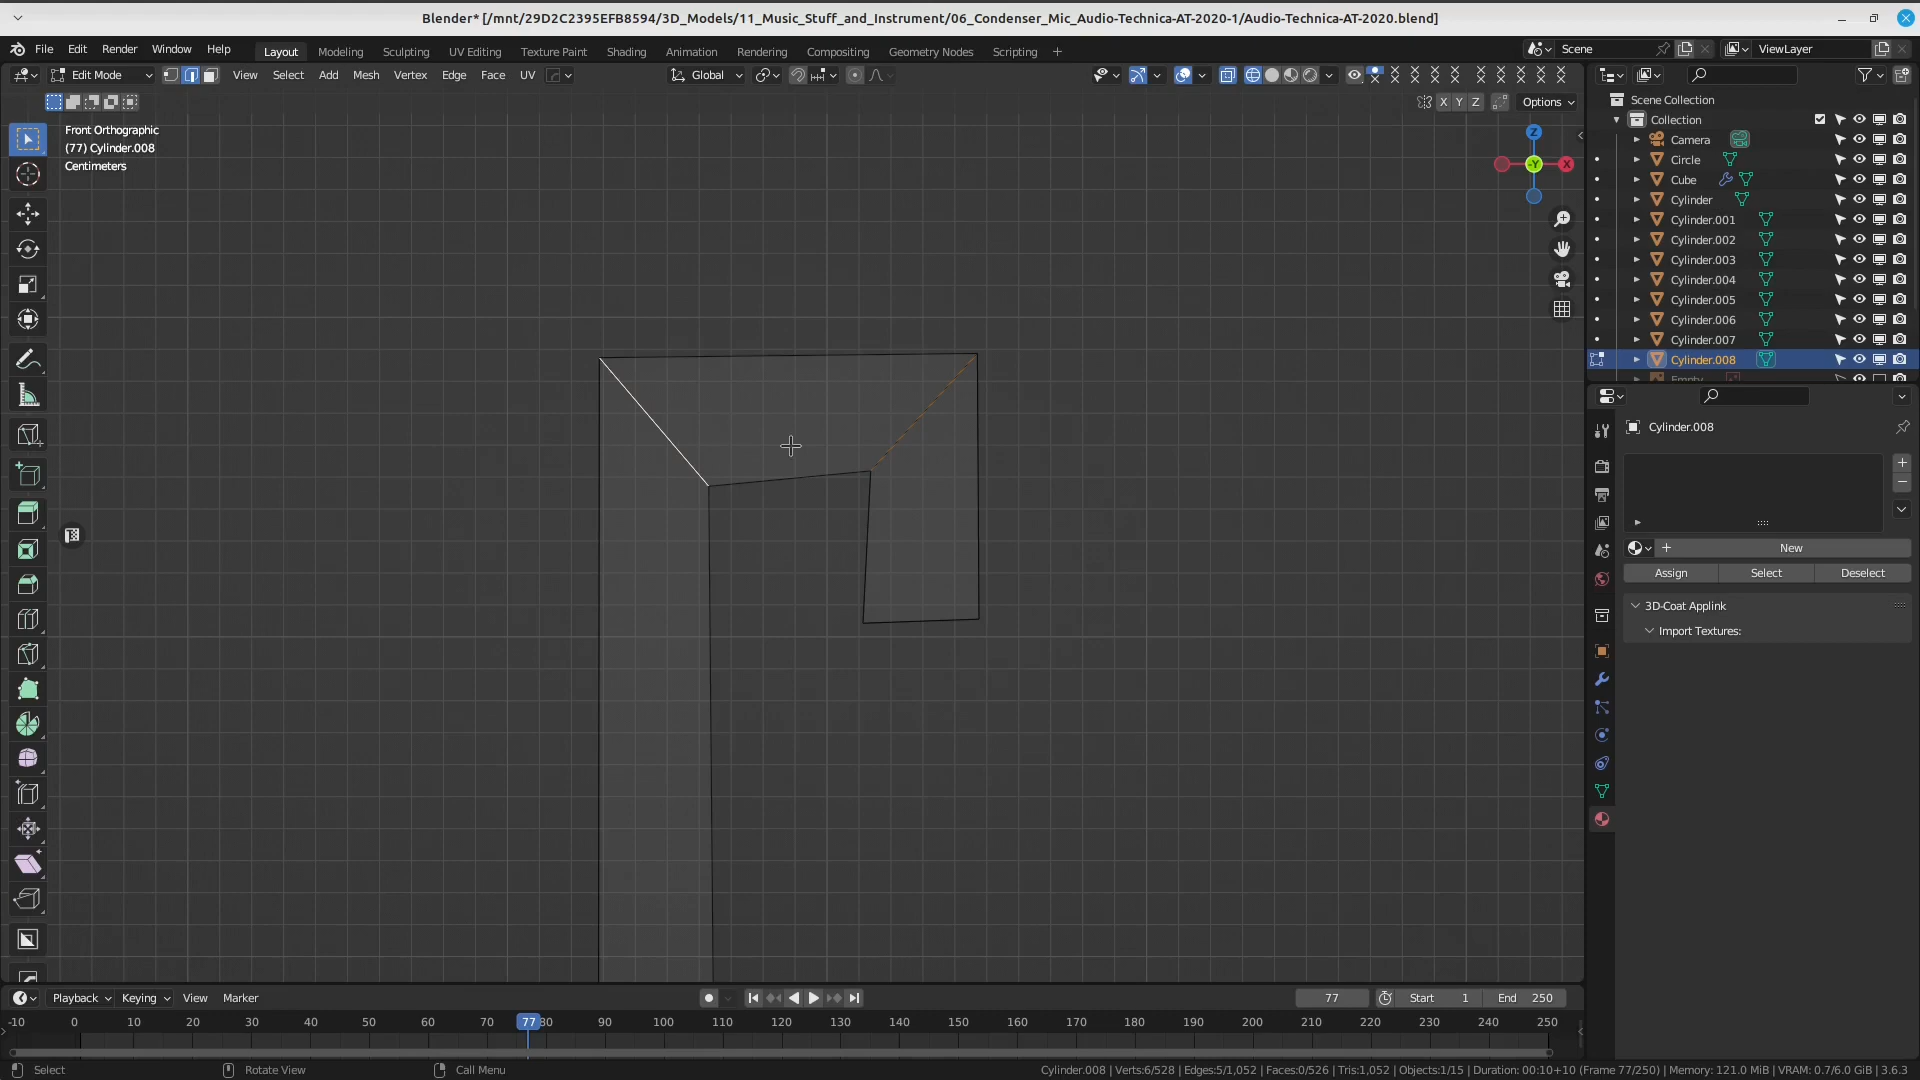 Blender* [/mnt/29D2C2395EFB8594/3D_Models/11_Music_Stuff_and_Instrument/06_Condenser_Mic_Audio-Technica-AT-2020-1/Audio-Technica-AT-2020.blend]
File Edit Render Window Help Layout Modeling Sculpting UV Editing Texture Paint Shading Animation Rendering Compositing Geometry Nodes Scripting + Scene ViewLayer
Edit Mode View Select Add Mesh Vertex Edge Face UV Global
X Y Z Options
Front Orthographic
(77) Cylinder.008
Centimeters
Z
-Y X
Scene Collection
Collection
Camera
Circle
Cube
Cylinder
Cylinder.001
Cylinder.002
Cylinder.003
Cylinder.004
Cylinder.005
Cylinder.006
Cylinder.007
Cylinder.008
Empty
Cylinder.008
New
Assign Select Deselect
3D-Coat Applink
Import Textures:
Playback Keying View Marker 77 Start 1 End 250
-10 0 10 20 30 40 50 60 70 77 80 90 100 110 120 130 140 150 160 170 180 190 200 210 220 230 240 250
Select Rotate View Call Menu Cylinder.008 | Verts:6/528 | Edges:5/1,052 | Faces:0/526 | Tris:1,052 | Objects:1/15 | Duration: 00:10+10 (Frame 77/250) | Memory: 121.0 MiB | VRAM: 0.7/6.0 GiB | 3.6.3